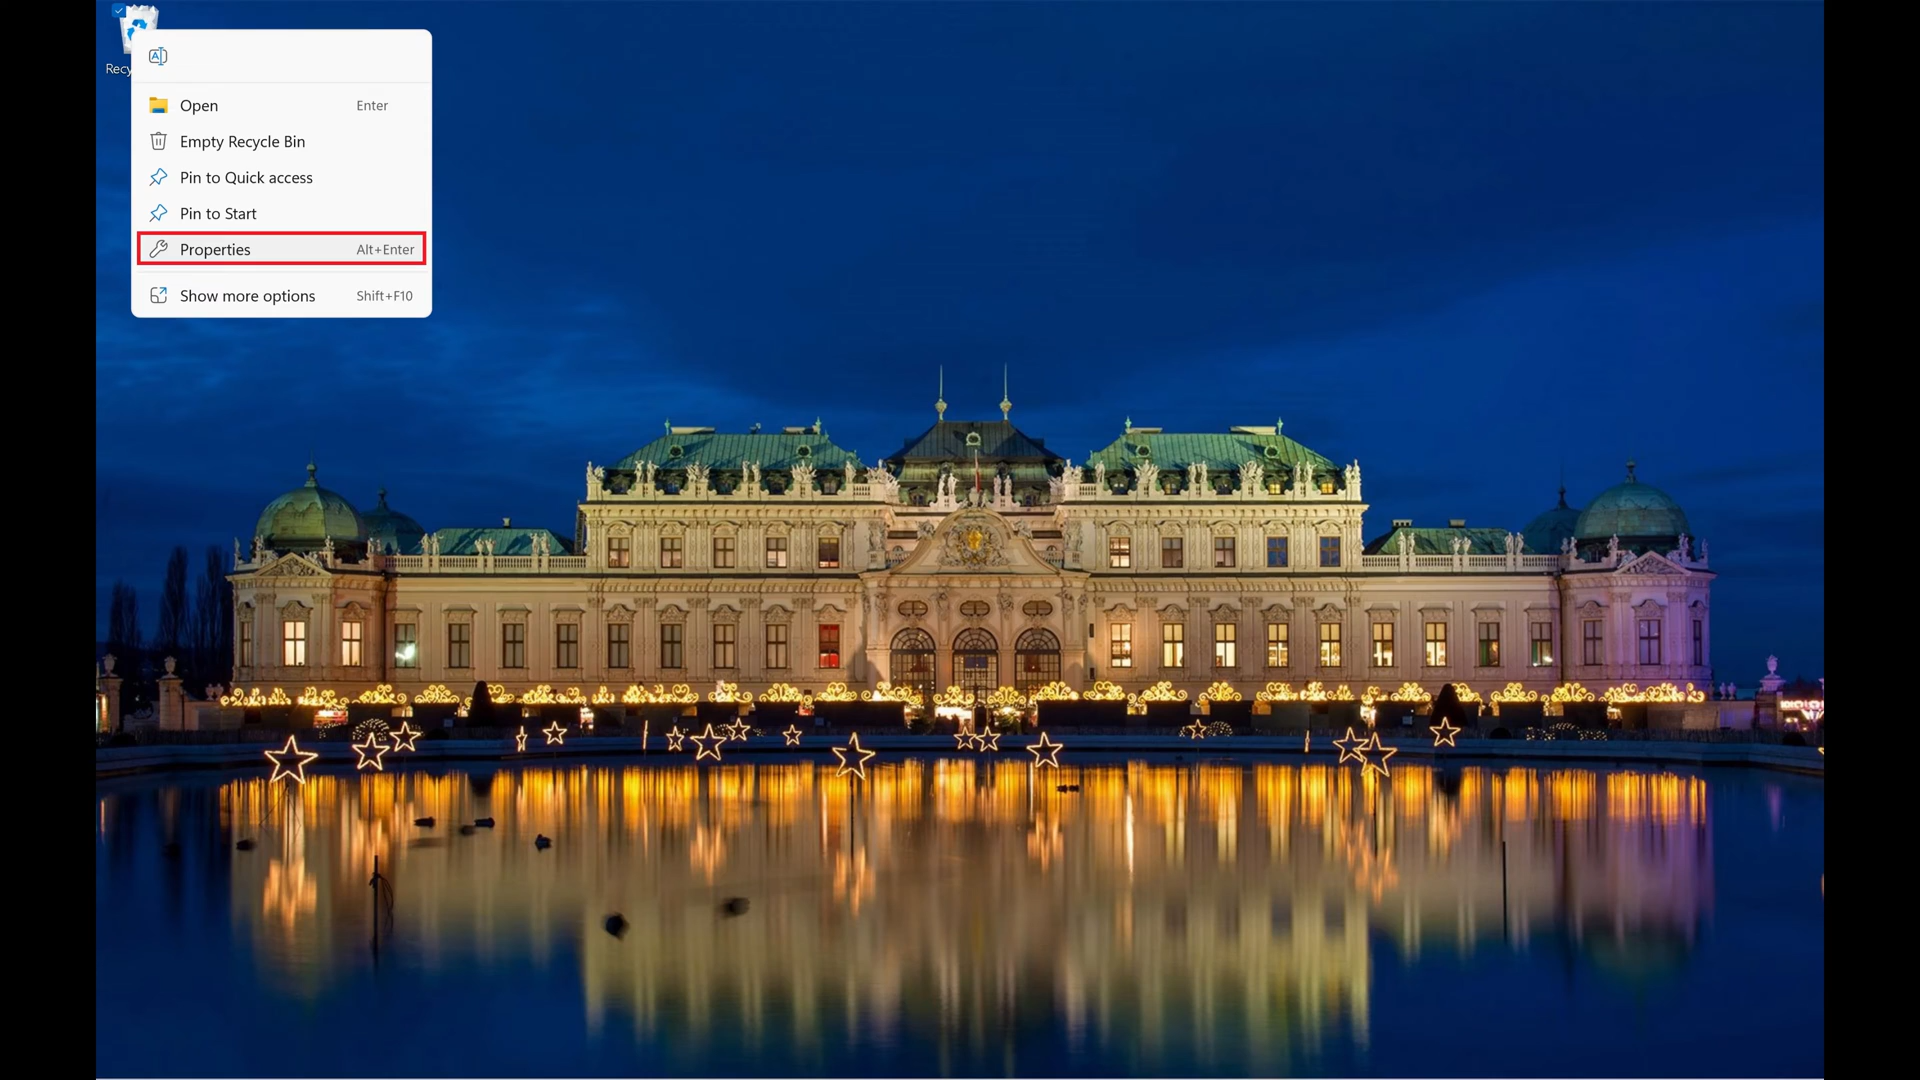 Recy
Open Enter
Empty Recycle Bin
Pin to Quick access
Pin to Start
Properties Alt+Enter
Show more options Shift+F10